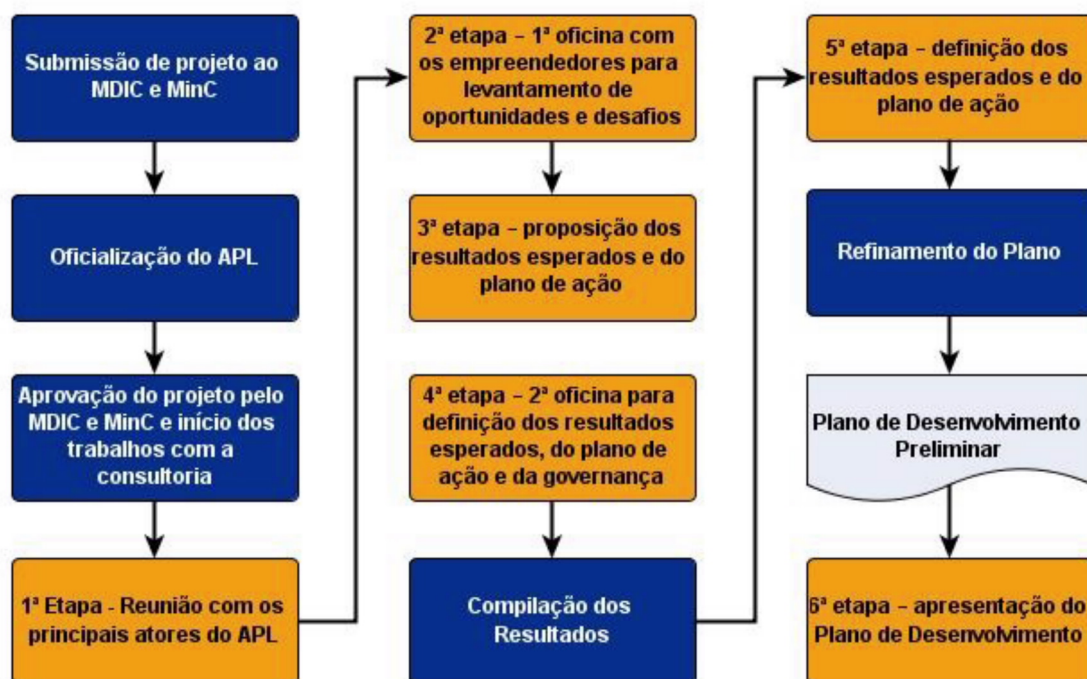 Submissão de projeto ao
MDIC e MinC
Oficialização do APL
Aprovação do projeto pelo
MDIC e MinC e início dos
trabalhos com a
consultoria
1ª Etapa - Reunião com os
principais atores do APL
2ª etapa – 1ª oficina com
os empreendedores para
levantamento de
oportunidades e desafios
3ª etapa – proposição dos
resultados esperados e do
plano de ação
4ª etapa – 2ª oficina para
definição dos resultados
esperados, do plano de
ação e da governança
Compilação dos
Resultados
5ª etapa – definição dos
resultados esperados e do
plano de ação
Refinamento do Plano
Plano de Desenvolvimento
Preliminar
6ª etapa – apresentação do
Plano de Desenvolvimento